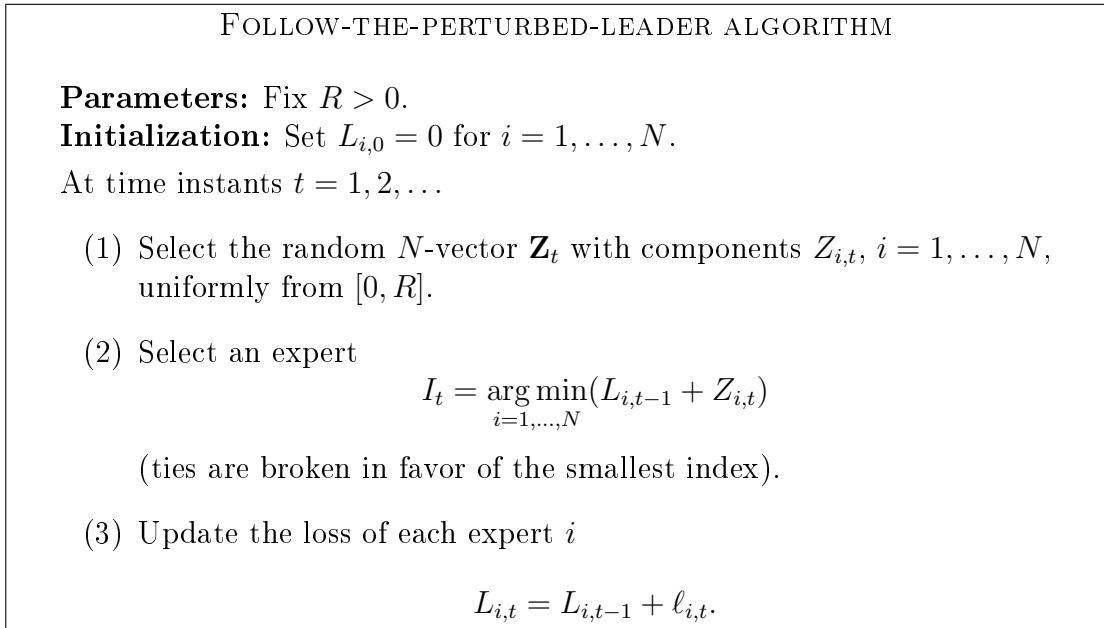 FOLLOW-THE-PERTURBED-LEADER ALGORITHM
Parameters: Fix R > 0.
Initialization: Set L_{i,0} = 0 for i = 1, . . . , N.
At time instants t = 1, 2, . . .
(1) Select the random N-vector Z_t with components Z_{i,t}, i = 1, . . . , N,
uniformly from [0, R].
(2) Select an expert
I_t = arg min_{i=1,...,N}(L_{i,t−1} + Z_{i,t})
(ties are broken in favor of the smallest index).
(3) Update the loss of each expert i
L_{i,t} = L_{i,t−1} + ℓ_{i,t}.